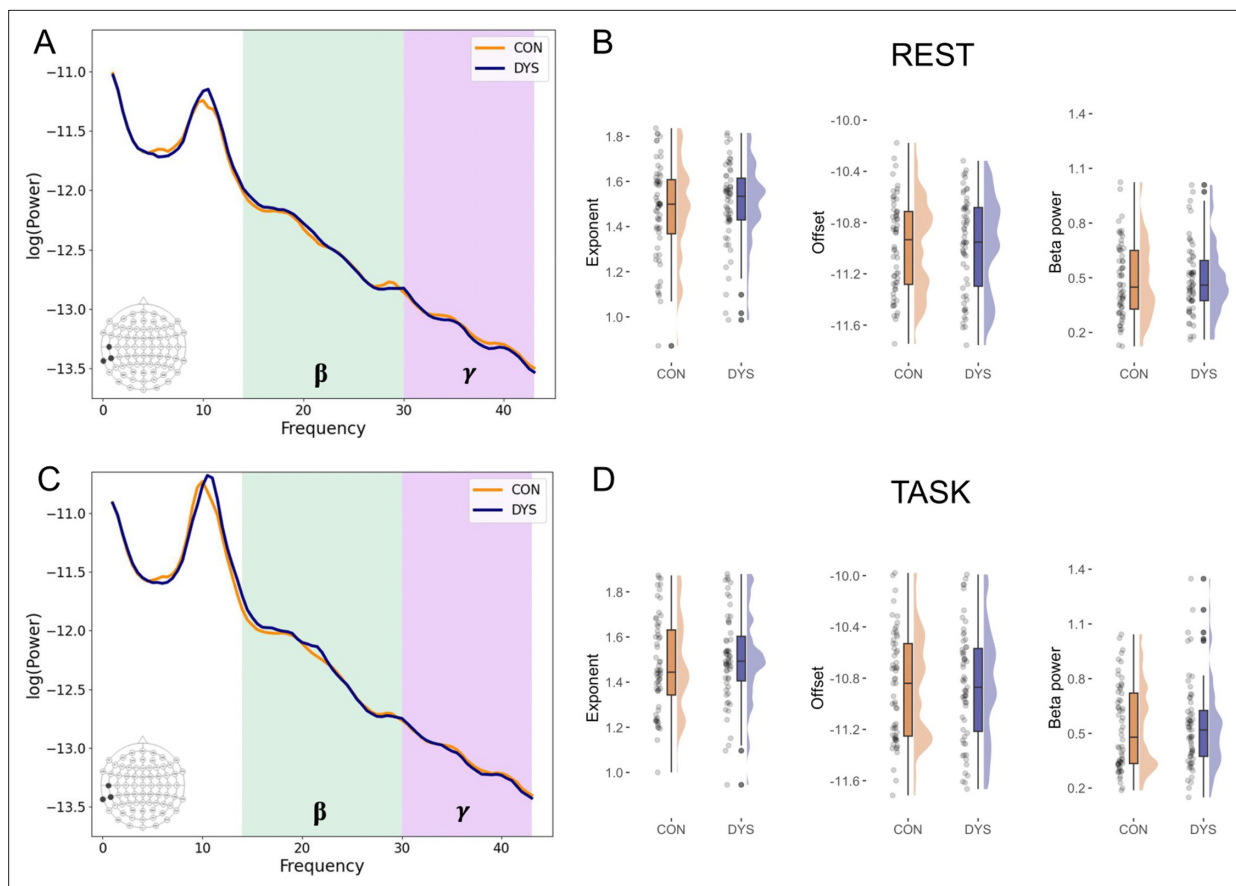 A
CON
DYS
log(Power)
−11.0
−11.5
−12.0
−12.5
−13.0
−13.5
β
γ
0
10
20
30
40
Frequency
B
REST
Exponent
1.8
1.6
1.4
1.2
1.0
CON
DYS
Offset
-10.0
-10.4
-10.8
-11.2
-11.6
CON
DYS
Beta power
1.4
1.1
0.8
0.5
0.2
CON
DYS
C
CON
DYS
log(Power)
−11.0
−11.5
−12.0
−12.5
−13.0
−13.5
β
γ
0
10
20
30
40
Frequency
D
TASK
Exponent
1.8
1.6
1.4
1.2
1.0
CON
DYS
Offset
-10.0
-10.4
-10.8
-11.2
-11.6
CON
DYS
Beta power
1.4
1.1
0.8
0.5
0.2
CON
DYS